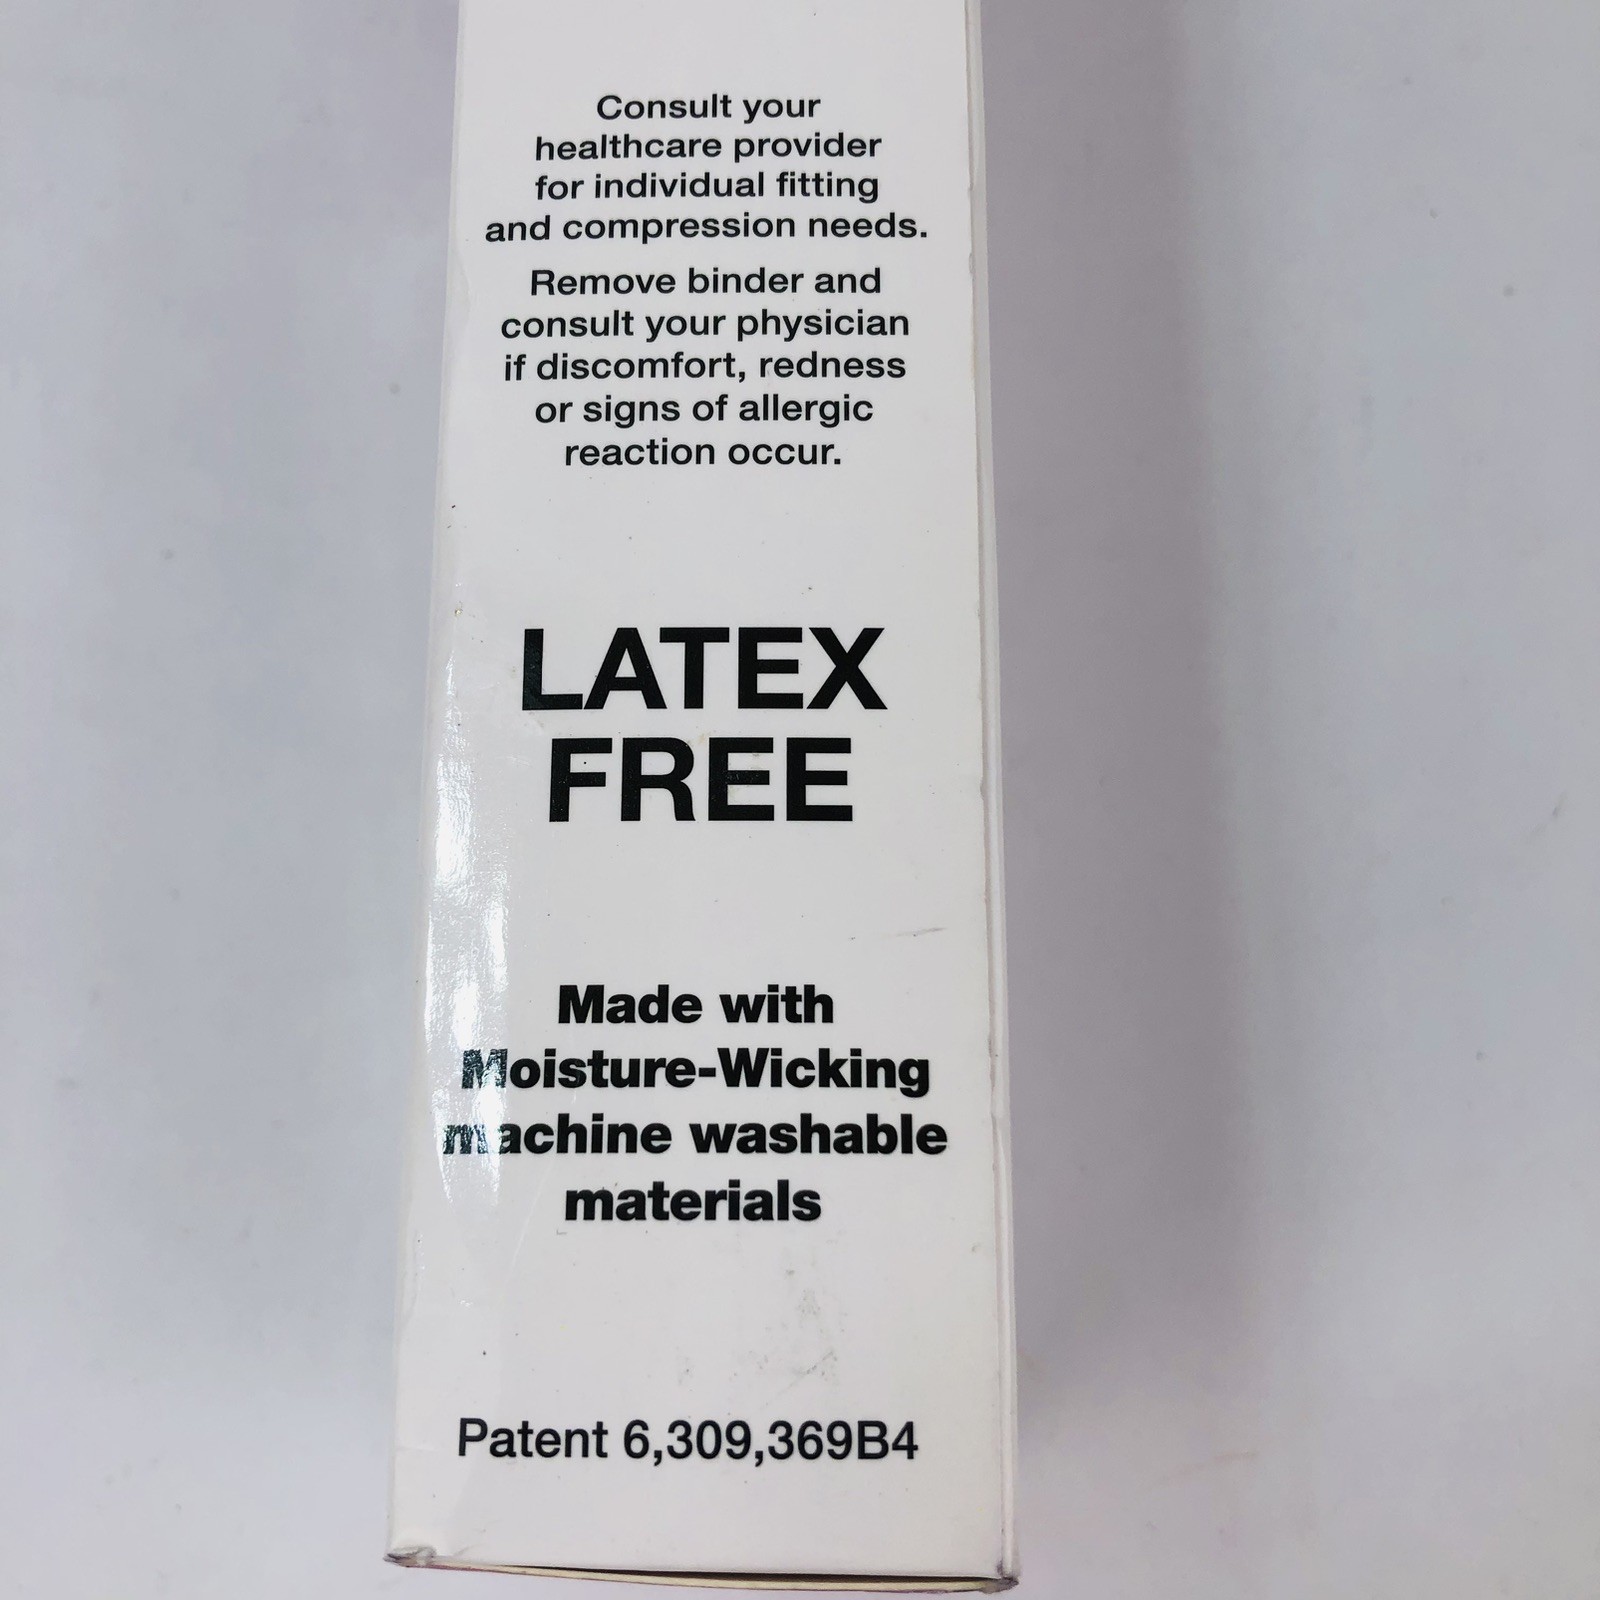 Consult your
healthcare provider
for individual fitting
and compression needs.
Remove binder and
consult your physician
if discomfort, redness
or signs of allergic
reaction occur.
LATEX
FREE
Made with
Moisture-Wicking
machine washable
materials
Patent 6,309,369B4